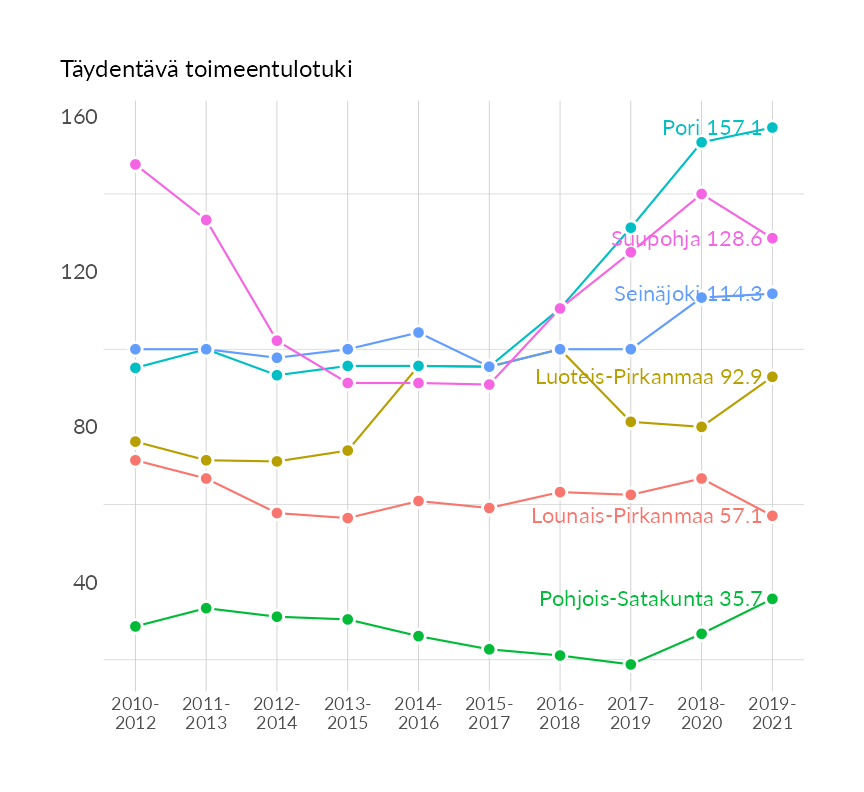 Täydentävä toimeentulotuki
160
Pori 157.1
Suupohja 128.6
120
Seinäjoki 114.3
Luoteis-Pirkanmaa 92.9
80
Lounais-Pirkanmaa 57.1
40
Pohjois-Satakunta 35.7
2010- 2011- 2012- 2013- 2014- 2015- 2016- 2017- 2018- 2019-
2012 2013 2014 2015 2016 2017 2018 2019 2020 2021